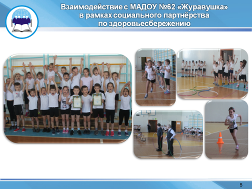 Взаимодействие с МАДОУ №62 «Журавушка»
в рамках социального партнерства
по здоровьесбережению